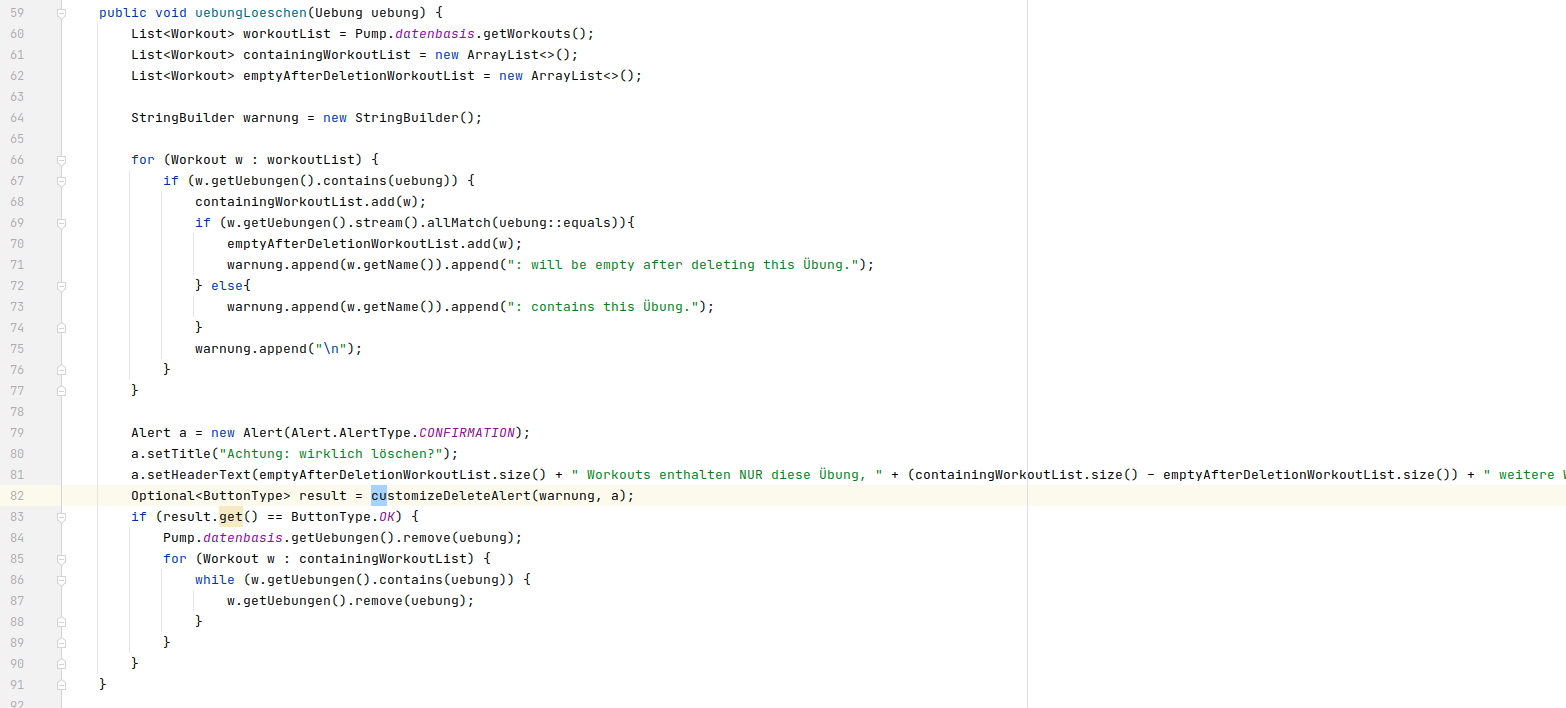 59 public void uebungLoeschen(Uebung uebung) {
60 List<Workout> workoutList = Pump.datenbasis.getWorkouts();
61 List<Workout> containingWorkoutList = new ArrayList<>();
62 List<Workout> emptyAfterDeletionWorkoutList = new ArrayList<>();
63
64 StringBuilder warnung = new StringBuilder();
65
66 for (Workout w : workoutList) {
67 if (w.getUebungen().contains(uebung)) {
68 containingWorkoutList.add(w);
69 if (w.getUebungen().stream().allMatch(uebung::equals)){
70 emptyAfterDeletionWorkoutList.add(w);
71 warnung.append(w.getName()).append(": will be empty after deleting this Übung.");
72 } else{
73 warnung.append(w.getName()).append(": contains this Übung.");
74 }
75 warnung.append("\n");
76 }
77 }
78
79 Alert a = new Alert(Alert.AlertType.CONFIRMATION);
80 a.setTitle("Achtung: wirklich löschen?");
81 a.setHeaderText(emptyAfterDeletionWorkoutList.size() + " Workouts enthalten NUR diese Übung, " + (containingWorkoutList.size() - emptyAfterDeletionWorkoutList.size()) + " weitere W
82 Optional<ButtonType> result = customizeDeleteAlert(warnung, a);
83 if (result.get() == ButtonType.OK) {
84 Pump.datenbasis.getUebungen().remove(uebung);
85 for (Workout w : containingWorkoutList) {
86 while (w.getUebungen().contains(uebung)) {
87 w.getUebungen().remove(uebung);
88 }
89 }
90 }
91 }
92